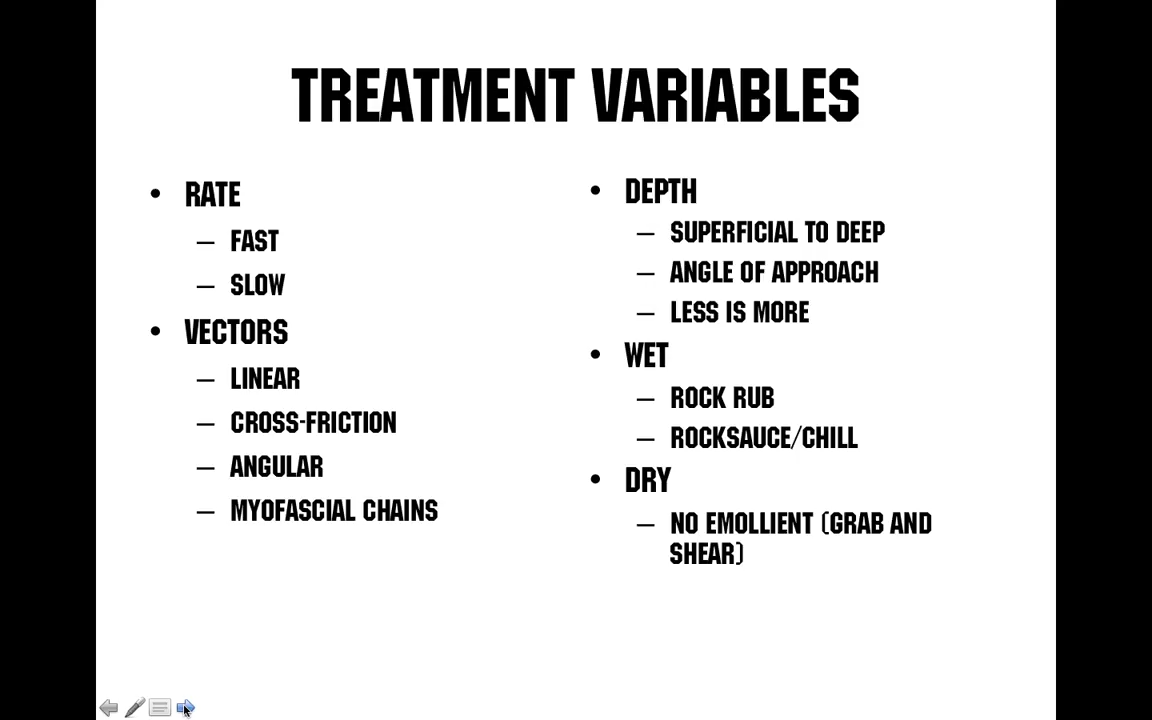 TREATMENT VARIABLES
• RATE
– FAST
– SLOW
• VECTORS
– LINEAR
– CROSS-FRICTION
– ANGULAR
– MYOFASCIAL CHAINS
• DEPTH
– SUPERFICIAL TO DEEP
– ANGLE OF APPROACH
– LESS IS MORE
• WET
– ROCK RUB
– ROCKSAUCE/CHILL
• DRY
– NO EMOLLIENT (GRAB AND
SHEAR)